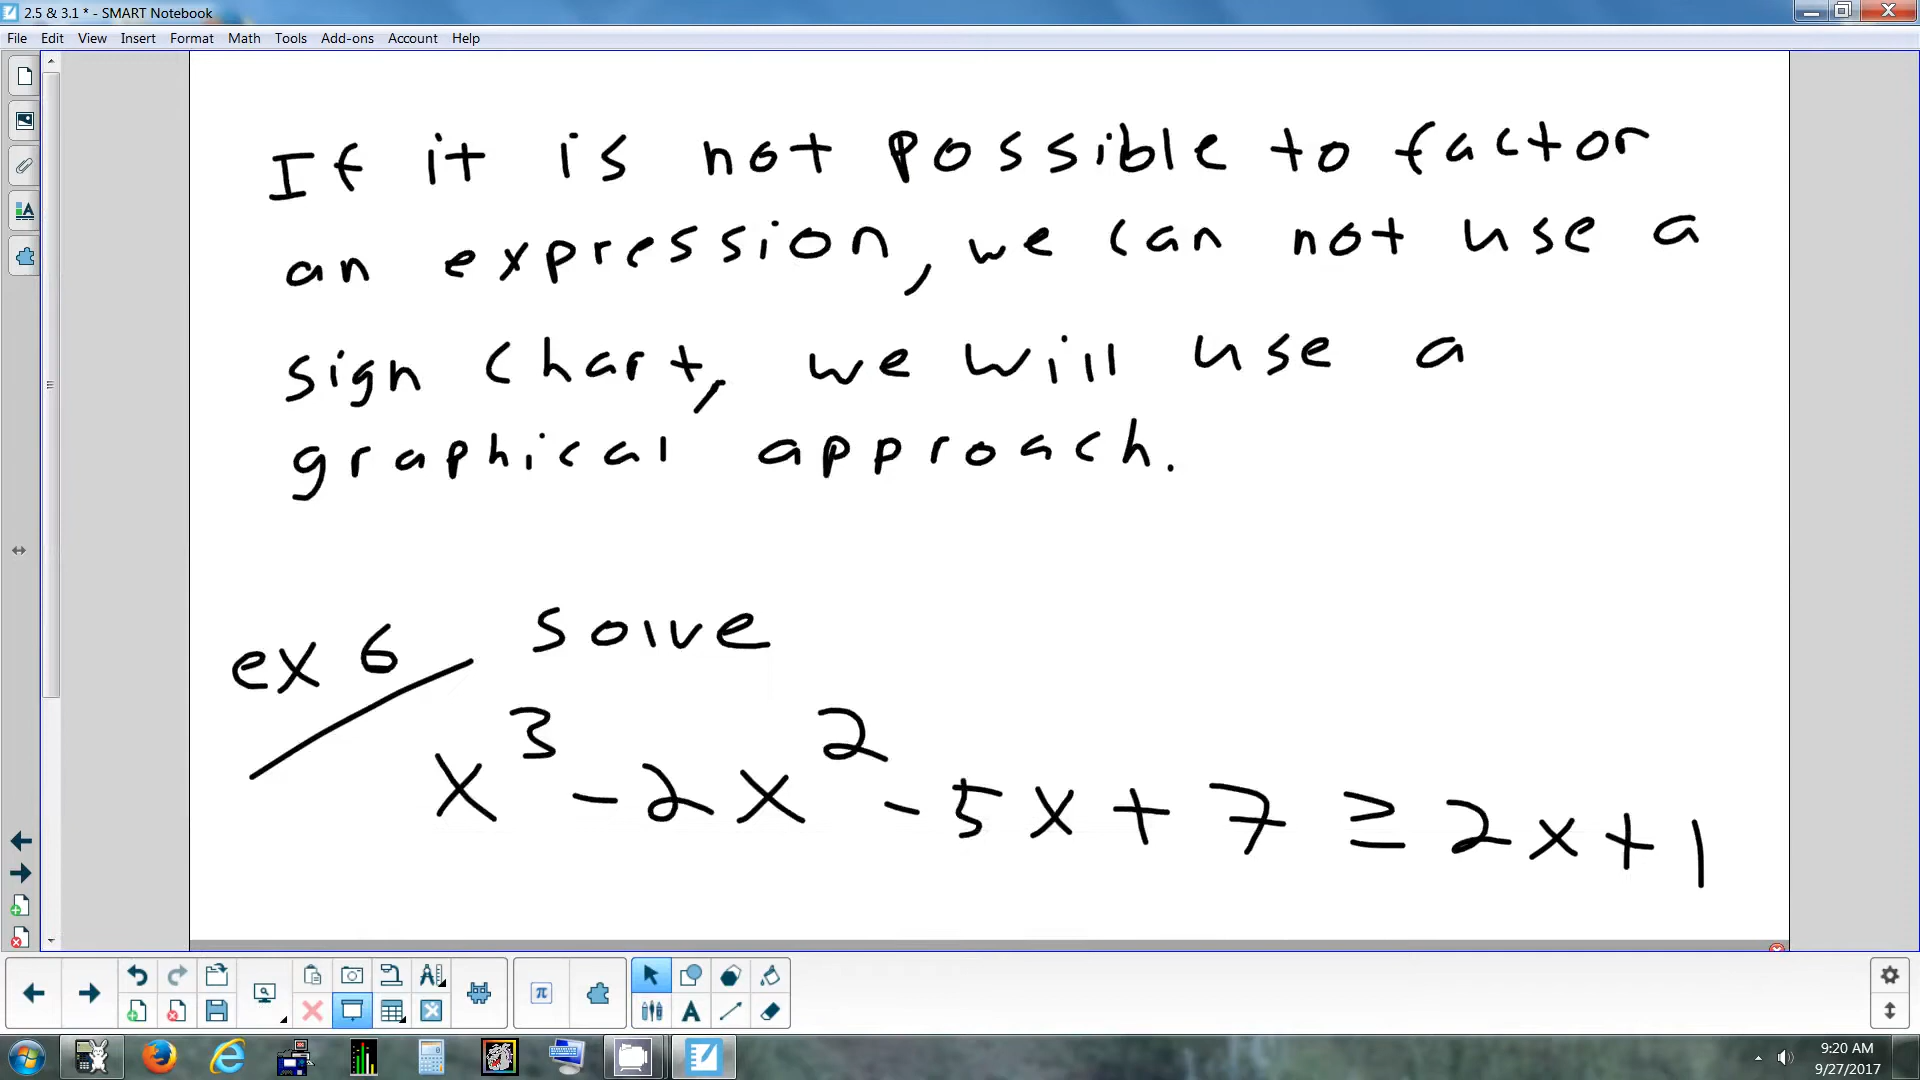 2.5 & 3.1 * - SMART Notebook
File Edit View Insert Format Math Tools Add-ons Account Help
If it is not possible to factor
an expression, we can not use a
sign chart, we will use a
graphical approach.
ex 6 solve
x³ - 2x² - 5x + 7 ≥ 2x + 1
π
A
9:20 AM
9/27/2017